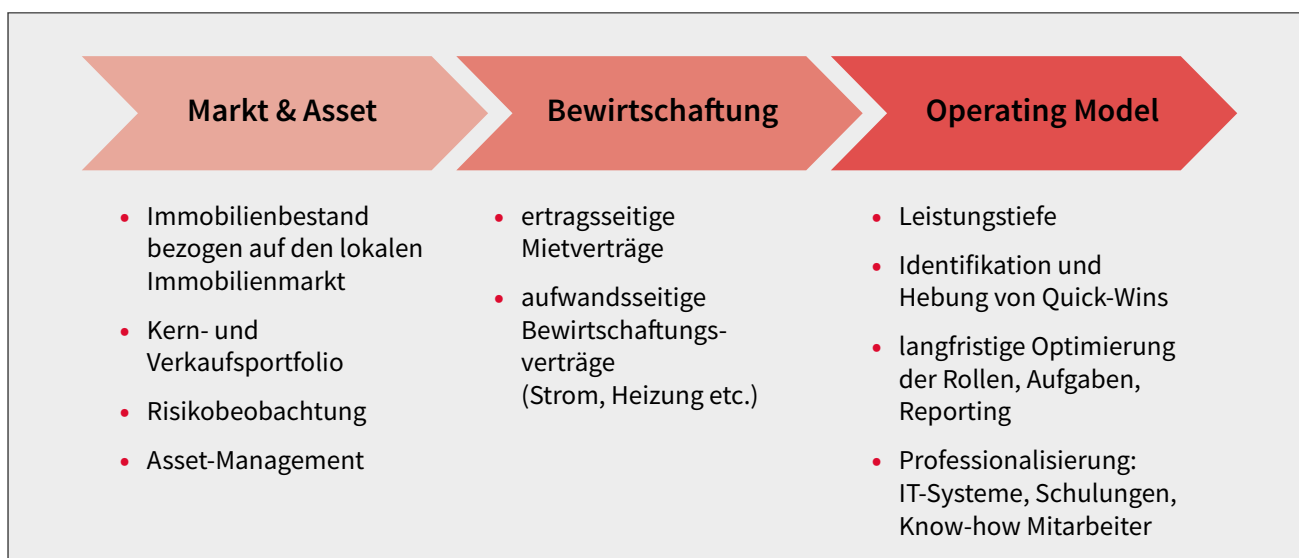 Markt & Asset
• Immobilienbestand
bezogen auf den lokalen
Immobilienmarkt
• Kern- und
Verkaufsportfolio
• Risikobeobachtung
• Asset-Management
Bewirtschaftung
• ertragsseitige
Mietverträge
• aufwandsseitige
Bewirtschaftungs-
verträge
(Strom, Heizung etc.)
Operating Model
• Leistungstiefe
• Identifikation und
Hebung von Quick-Wins
• langfristige Optimierung
der Rollen, Aufgaben,
Reporting
• Professionalisierung:
IT-Systeme, Schulungen,
Know-how Mitarbeiter